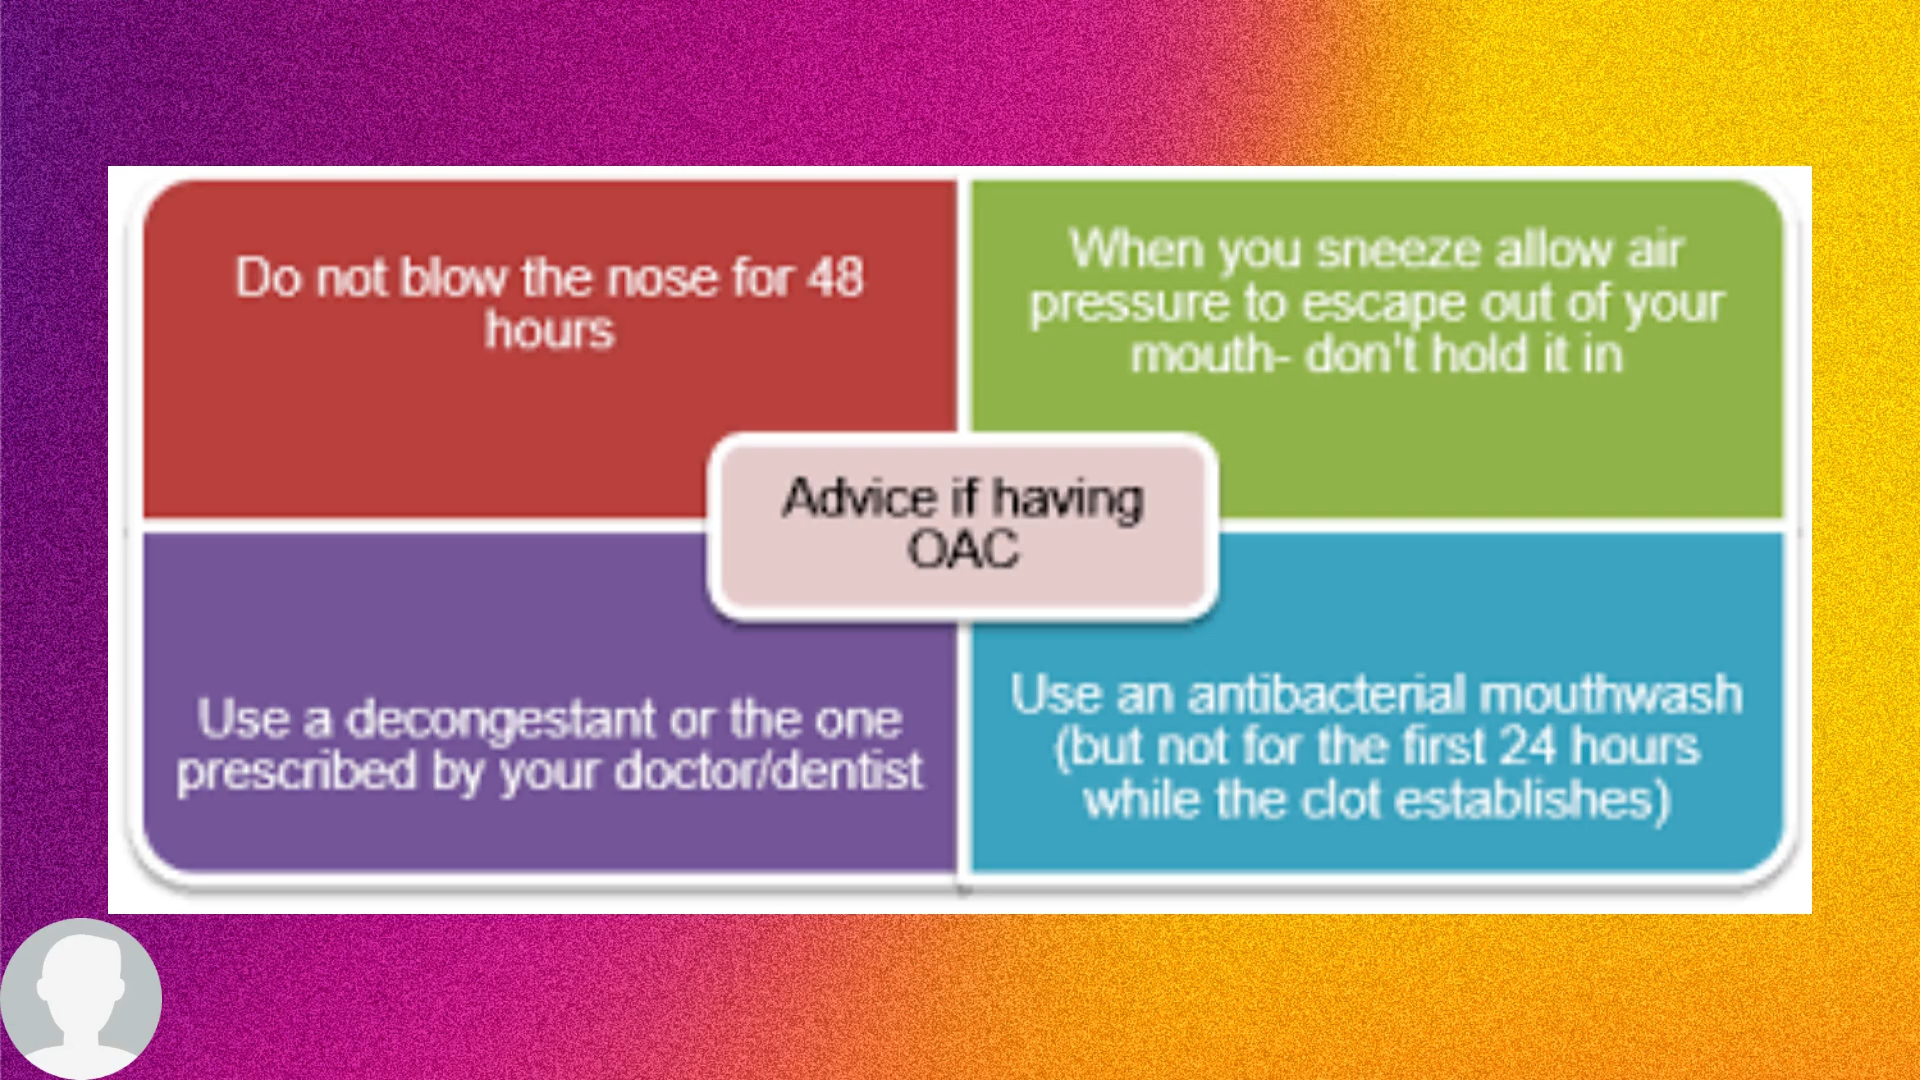 Do not blow the nose for 48
hours
When you sneeze allow air
pressure to escape out of your
mouth- don't hold it in
Advice if having
OAC
Use a decongestant or the one
prescribed by your doctor/dentist
Use an antibacterial mouthwash
(but not for the first 24 hours
while the clot establishes)